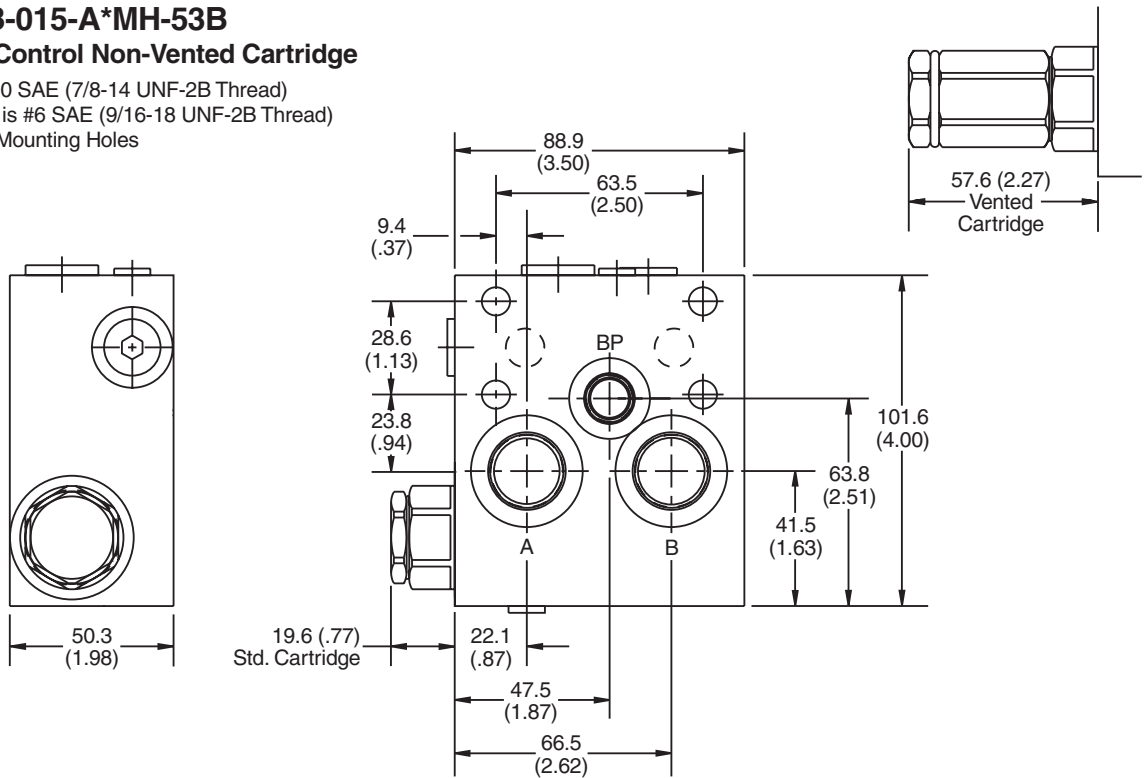 -015-A*MH-53B
Control Non-Vented Cartridge
0 SAE (7/8-14 UNF-2B Thread)
is #6 SAE (9/16-18 UNF-2B Thread)
Mounting Holes
57.6 (2.27)
Vented
Cartridge
88.9
(3.50)
63.5
(2.50)
9.4
(.37)
28.6
(1.13)
23.8
(.94)
BP
A
B
101.6
(4.00)
63.8
(2.51)
41.5
(1.63)
50.3
(1.98)
19.6 (.77)
Std. Cartridge
22.1
(.87)
47.5
(1.87)
66.5
(2.62)